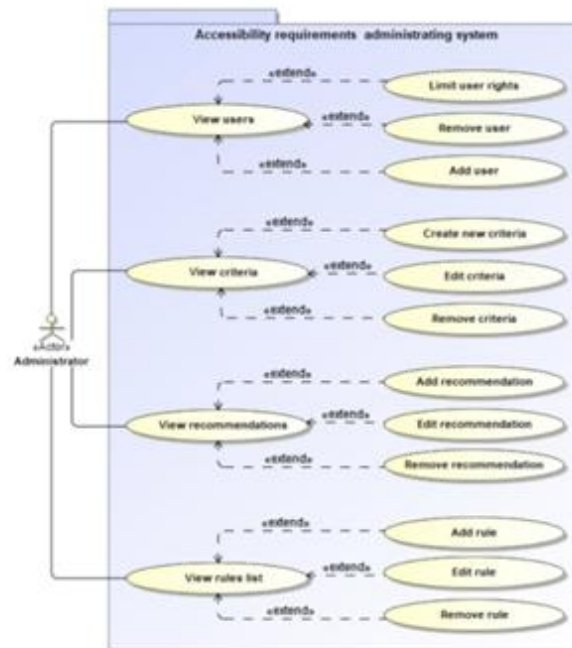 Accessibility requirements administrating system
«extend»
Limit user rights
View users
«extend»
Remove user
«extend»
Add user
«extend»
Create new criteria
View criteria
«extend»
Edit criteria
«extend»
Remove criteria
«Actor»
Administrator
«extend»
Add recommendation
View recommendations
«extend»
Edit recommendation
«extend»
Remove recommendation
«extend»
Add rule
View rules list
«extend»
Edit rule
«extend»
Remove rule